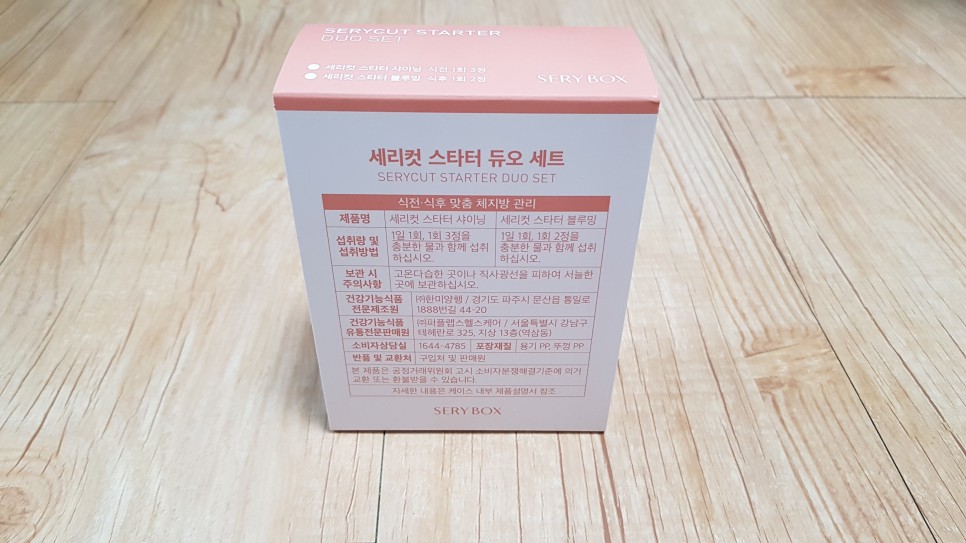 SERYCUT STARTER
DUO SET
세리컷 스타터 샤이닝 식전 1회 3정
세리컷 스타터 블루밍 식후 1회 2정
SERY BOX
세리컷 스타터 듀오 세트
SERYCUT STARTER DUO SET
식전·식후 맞춤 체지방 관리
제품명 세리컷 스타터 샤이닝 세리컷 스타터 블루밍
섭취량 및 섭취방법
1일 1회, 1회 3정을
충분한 물과 함께 섭취
하십시오.
1일 1회, 1회 2정을
충분한 물과 함께 섭취
하십시오.
보관 시 주의사항
고온다습한 곳이나 직사광선을 피하여 서늘한
곳에 보관하십시오.
건강기능식품 전문제조원
㈜한미양행 / 경기도 파주시 문산읍 통일로
1888번길 44-20
건강기능식품 유통전문판매원
㈜퍼플랩스헬스케어 / 서울특별시 강남구
테헤란로 325, 지상 13층(역삼동)
소비자상담실 1644-4785 포장재질 용기 PP, 뚜껑 PP
반품 및 교환처 구입처 및 판매원
본 제품은 공정거래위원회 고시 소비자분쟁해결기준에 의거
교환 또는 환불받을 수 있습니다.
자세한 내용은 케이스 내부 제품설명서 참조
SERY BOX